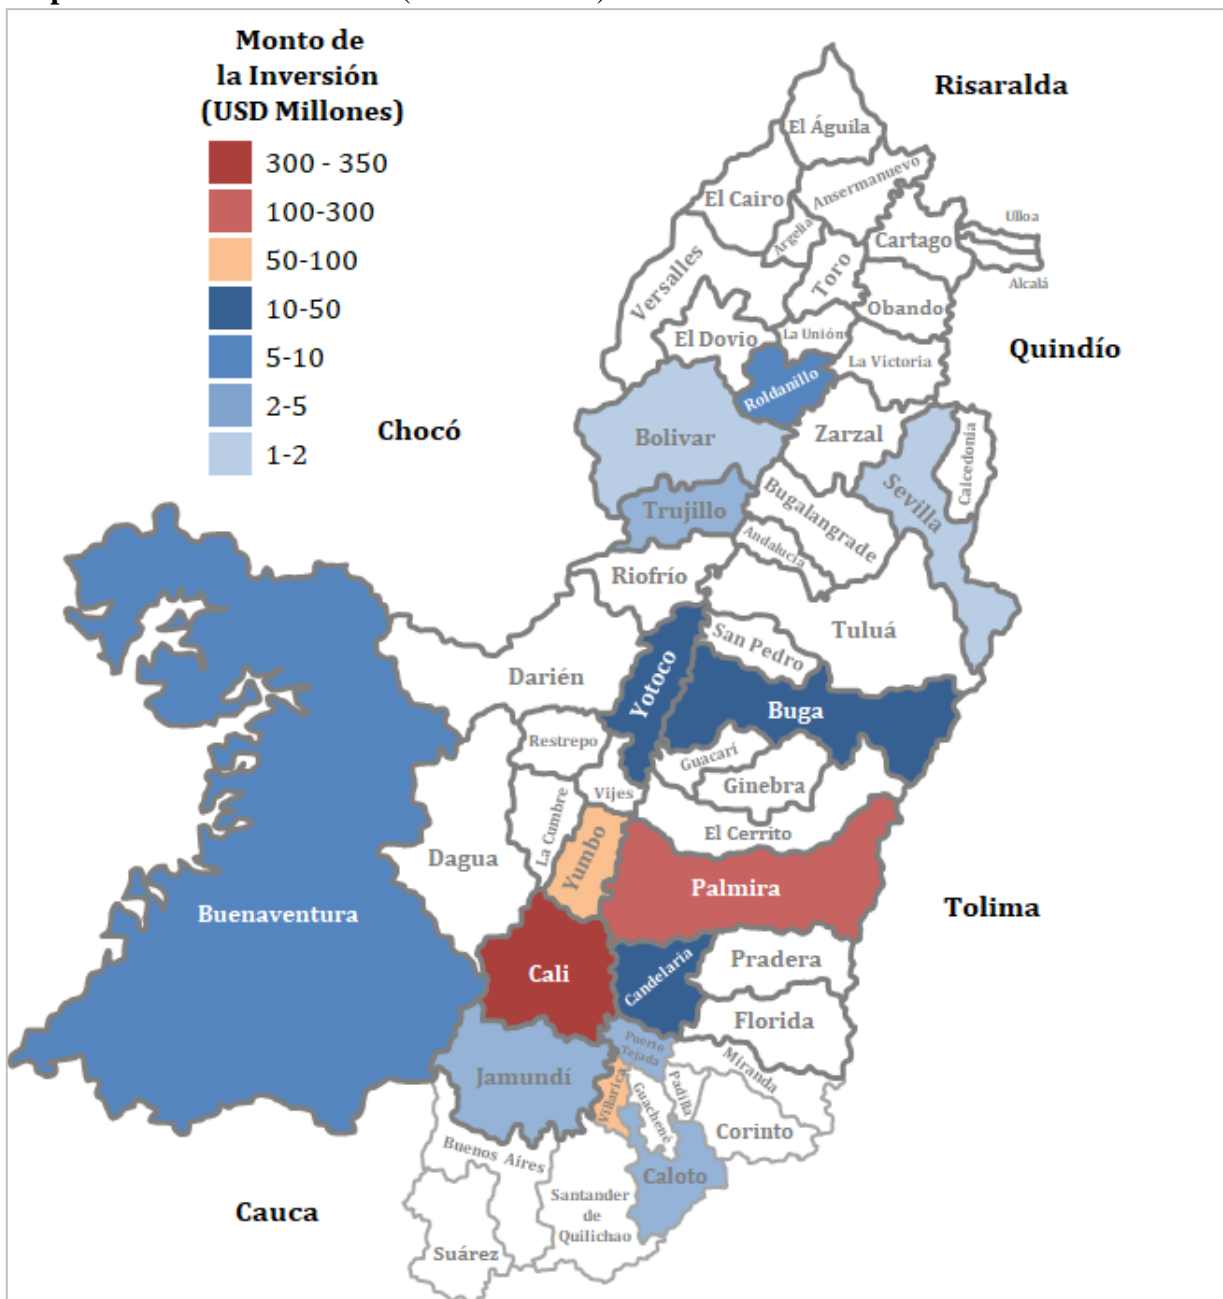 Monto de
la Inversión
(USD Millones)
300 - 350
100-300
50-100
10-50
5-10
2-5
1-2
Risaralda
El Águila
Ansermanuevo
El Cairo
Argelia
Ulloa
Cartago
Versalles
Toro
Alcalá
Obando
El Dovio
La Unión
La Victoria
Quindío
Roldanillo
Chocó
Bolivar
Zarzal
Caicedonia
Sevilla
Trujillo
Bugalangrade
Andalucía
Riofrío
Tuluá
San Pedro
Darién
Yotoco
Buga
Restrepo
Guacarí
Ginebra
Vijes
La Cumbre
El Cerrito
Yumbo
Dagua
Palmira
Buenaventura
Tolima
Cali
Candelaria
Pradera
Florida
Puerto
Tejada
Miranda
Jamundí
Villarica
Guachené
Padilla
Corinto
Buenos Aires
Caloto
Santander
de
Quilichao
Cauca
Suárez